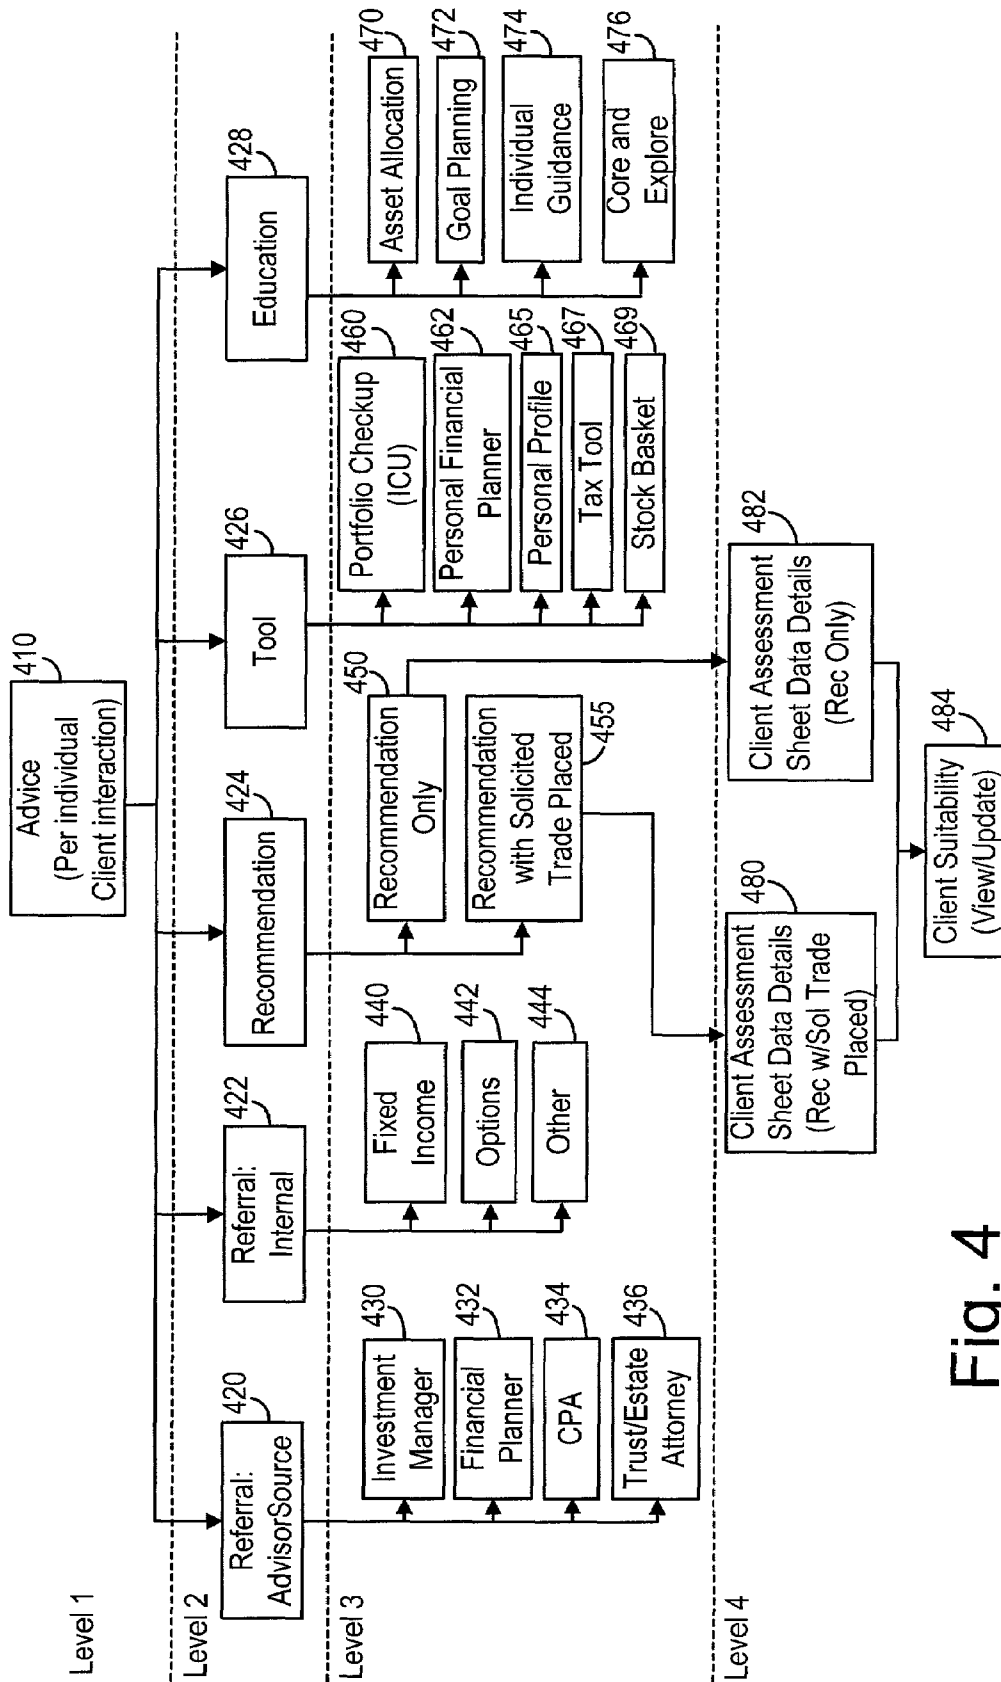 Level 1
Advice
(Per individual
Client interaction)
410
Level 2
Referral:
AdvisorSource
420
Referral:
Internal
422
Recommendation
424
Tool
426
Education
428
Level 3
Investment
Manager
430
Financial
Planner
432
CPA
434
Trust/Estate
Attorney
436
Fixed
Income
440
Options
442
Other
444
Recommendation
Only
450
Recommendation
with Solicited
Trade Placed
455
Portfolio Checkup
(ICU)
460
Personal Financial
Planner
462
Personal Profile
465
Tax Tool
467
Stock Basket
469
Asset Allocation
470
Goal Planning
472
Individual
Guidance
474
Core and
Explore
476
Level 4
Client Assessment
Sheet Data Details
(Rec w/Sol Trade
Placed)
480
Client Assessment
Sheet Data Details
(Rec Only)
482
Client Suitability
(View/Update)
484
Fig. 4